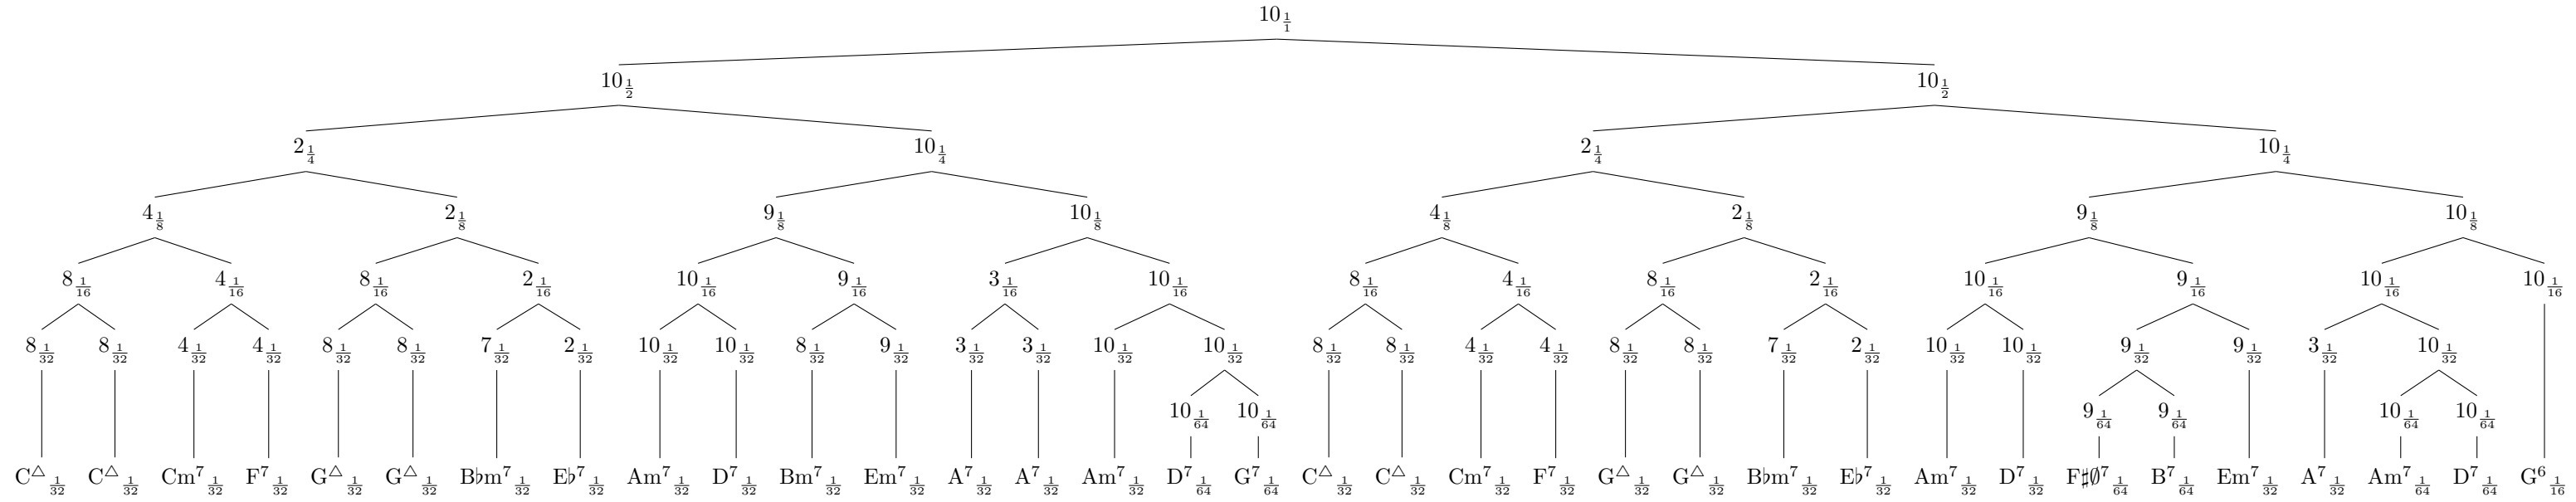 10 1/1
10 1/2 10 1/2
2 1/4 10 1/4 2 1/4 10 1/4
4 1/8 2 1/8 9 1/8 10 1/8 4 1/8 2 1/8 9 1/8 10 1/8
8 1/16 4 1/16 8 1/16 2 1/16 10 1/16 9 1/16 3 1/16 10 1/16 8 1/16 4 1/16 8 1/16 2 1/16 10 1/16 9 1/16 10 1/16 10 1/16
8 1/32 8 1/32 4 1/32 4 1/32 8 1/32 8 1/32 7 1/32 2 1/32 10 1/32 10 1/32 8 1/32 9 1/32 3 1/32 3 1/32 10 1/32 10 1/32 8 1/32 8 1/32 4 1/32 4 1/32 8 1/32 8 1/32 7 1/32 2 1/32 10 1/32 10 1/32 9 1/32 9 1/32 3 1/32 10 1/32
10 1/64 10 1/64 9 1/64 9 1/64 10 1/64 10 1/64
C△ 1/32 C△ 1/32 Cm⁷ 1/32 F⁷ 1/32 G△ 1/32 G△ 1/32 B♭m⁷ 1/32 E♭⁷ 1/32 Am⁷ 1/32 D⁷ 1/32 Bm⁷ 1/32 Em⁷ 1/32 A⁷ 1/32 A⁷ 1/32 Am⁷ 1/32 D⁷ 1/64 G⁷ 1/64 C△ 1/32 C△ 1/32 Cm⁷ 1/32 F⁷ 1/32 G△ 1/32 G△ 1/32 B♭m⁷ 1/32 E♭⁷ 1/32 Am⁷ 1/32 D⁷ 1/32 F♯∅⁷ 1/64 B⁷ 1/64 Em⁷ 1/32 A⁷ 1/32 Am⁷ 1/64 D⁷ 1/64 G⁶ 1/16